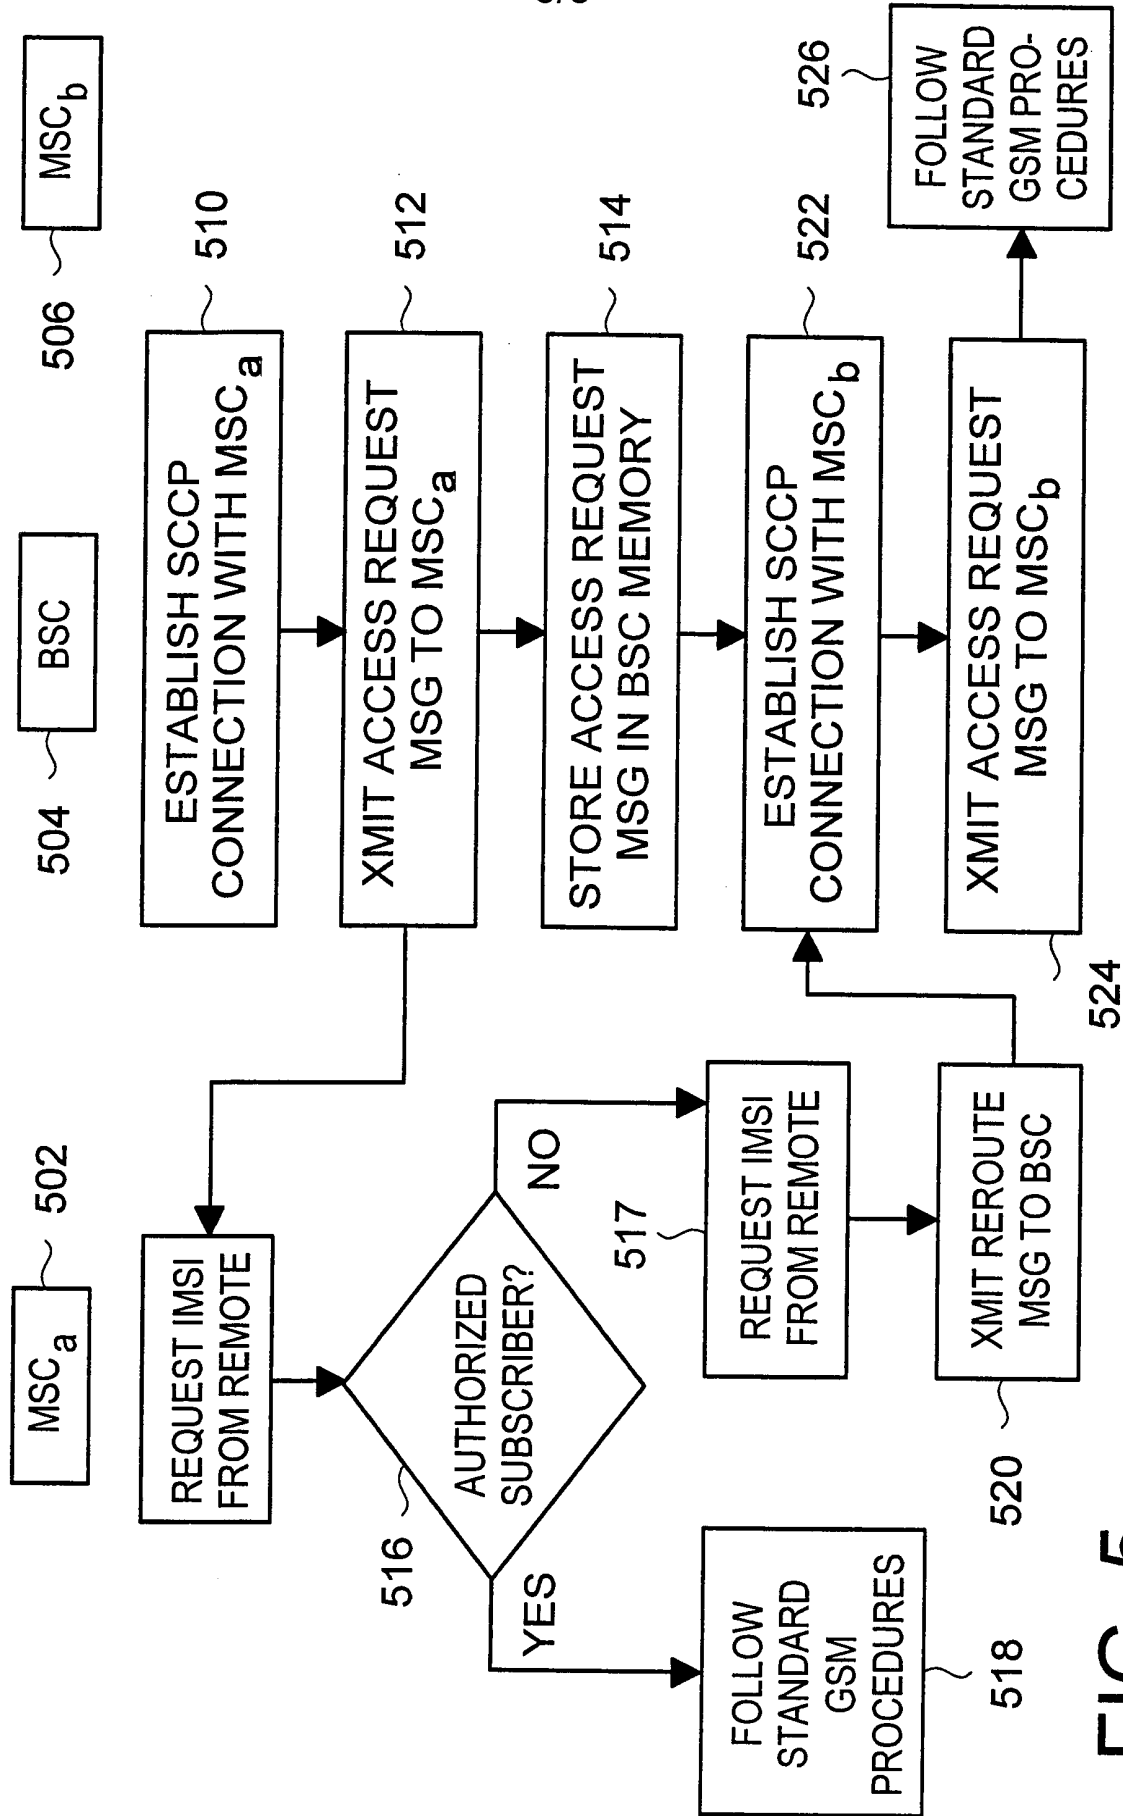 MSCa
502
BSC
504
MSCb
506
ESTABLISH SCCP
CONNECTION WITH MSCa
510
XMIT ACCESS REQUEST
MSG TO MSCa
512
STORE ACCESS REQUEST
MSG IN BSC MEMORY
514
REQUEST IMSI
FROM REMOTE
AUTHORIZED
SUBSCRIBER?
516
YES
NO
FOLLOW
STANDARD
GSM
PROCEDURES
518
REQUEST IMSI
FROM REMOTE
517
XMIT REROUTE
MSG TO BSC
520
ESTABLISH SCCP
CONNECTION WITH MSCb
522
XMIT ACCESS REQUEST
MSG TO MSCb
524
FOLLOW
STANDARD
GSM PRO-
CEDURES
526